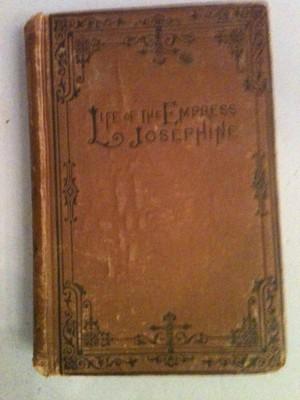 LIFE OF THE EMPRESS
JOSEPHINE